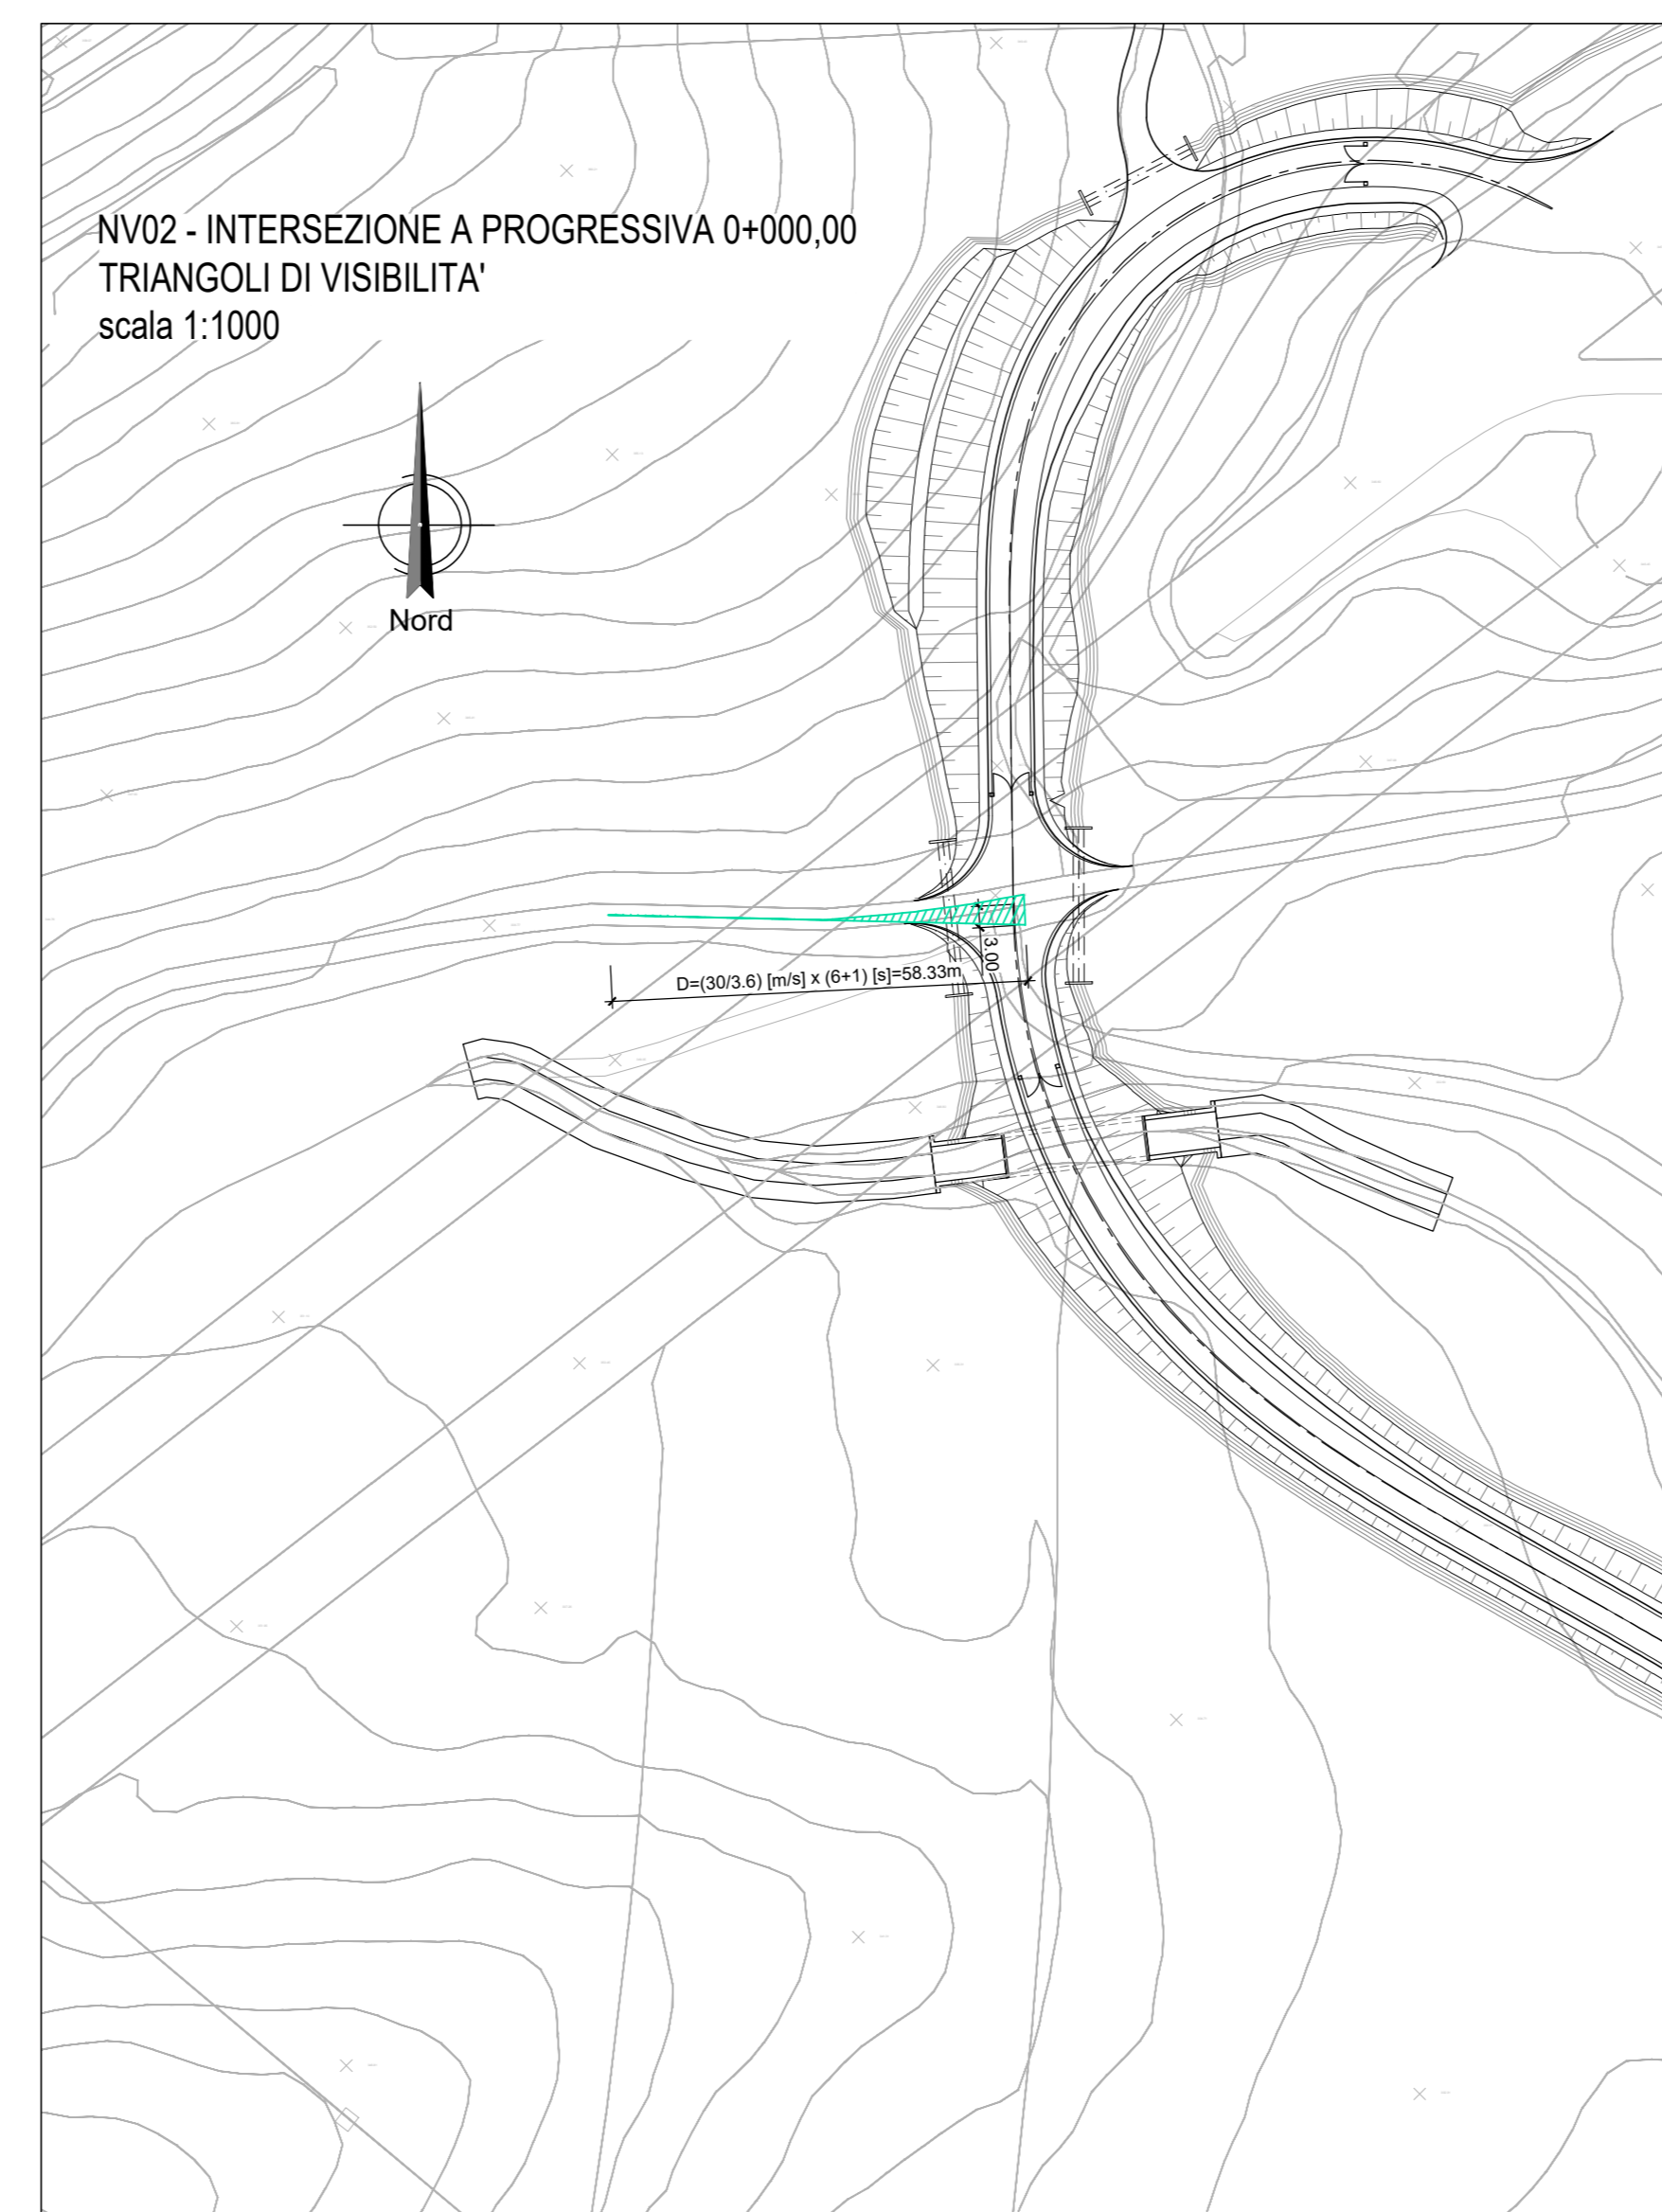 NV02 - INTERSEZIONE A PROGRESSIVA 0+000,00
TRIANGOLI DI VISIBILITA'
scala 1:1000
Nord
3.00
D=(30/3.6) [m/s] x (6+1) [s]=58.33m